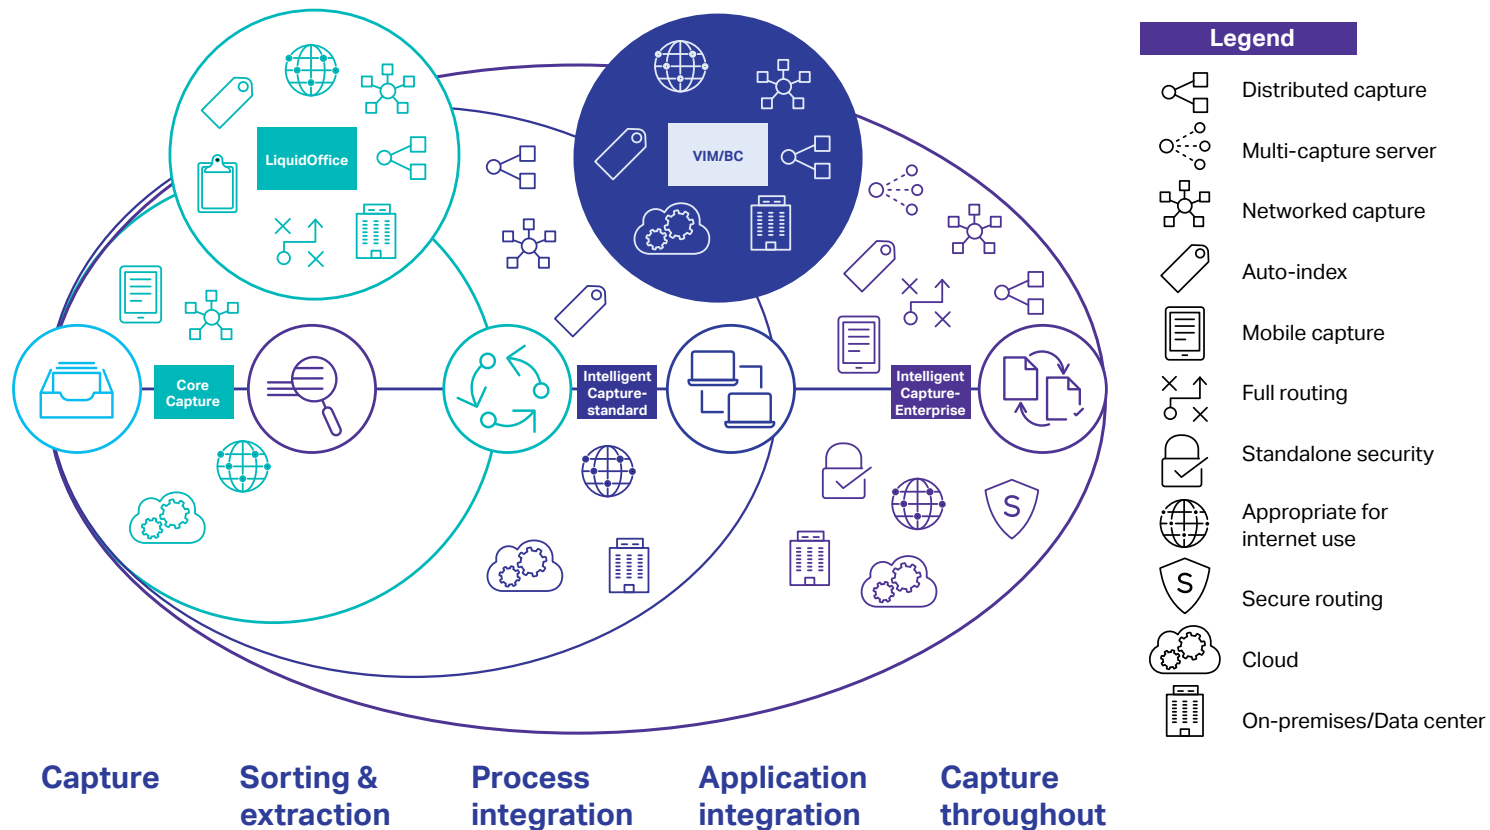 Legend
Distributed capture
Multi-capture server
Networked capture
Auto-index
Mobile capture
Full routing
Standalone security
Appropriate for
internet use
S
Secure routing
Cloud
On-premises/Data center
LiquidOffice
VIM/BC
Core
Capture
Intelligent
Capture-
standard
Intelligent
Capture-
Enterprise
S
Capture
Sorting &
extraction
Process
integration
Application
integration
Capture
throughout